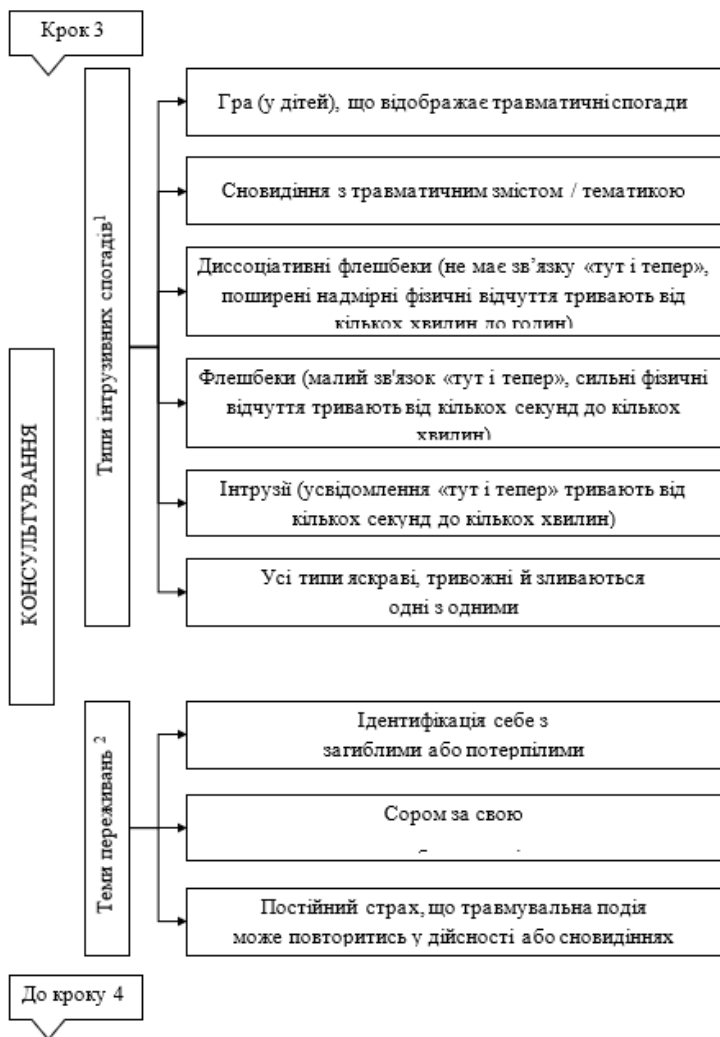 Крок 3
КОНСУЛЬТУВАННЯ
Типи інтрузивних спогадів1
Гра (у дітей), що відображає травматичні спогади
Сновидіння з травматичним змістом / тематикою
Диссоціативні флешбеки (не має зв’язку «тут і тепер»,
поширені надмірні фізичні відчуття тривають від
кількох хвилин до годин)
Флешбеки (малий зв'язок «тут і тепер», сильні фізичні
відчуття тривають від кількох секунд до кількох
хвилин)
Інтрузії (усвідомлення «тут і тепер» тривають від
кількох секунд до кількох хвилин)
Усі типи яскраві, тривожні й зливаються
одні з одними
Теми переживань 2
Ідентифікація себе з
загиблими або потерпілими
Сором за свою
Постійний страх, що травмувальна подія
може повторитись у дійсності або сновидіннях
До кроку 4